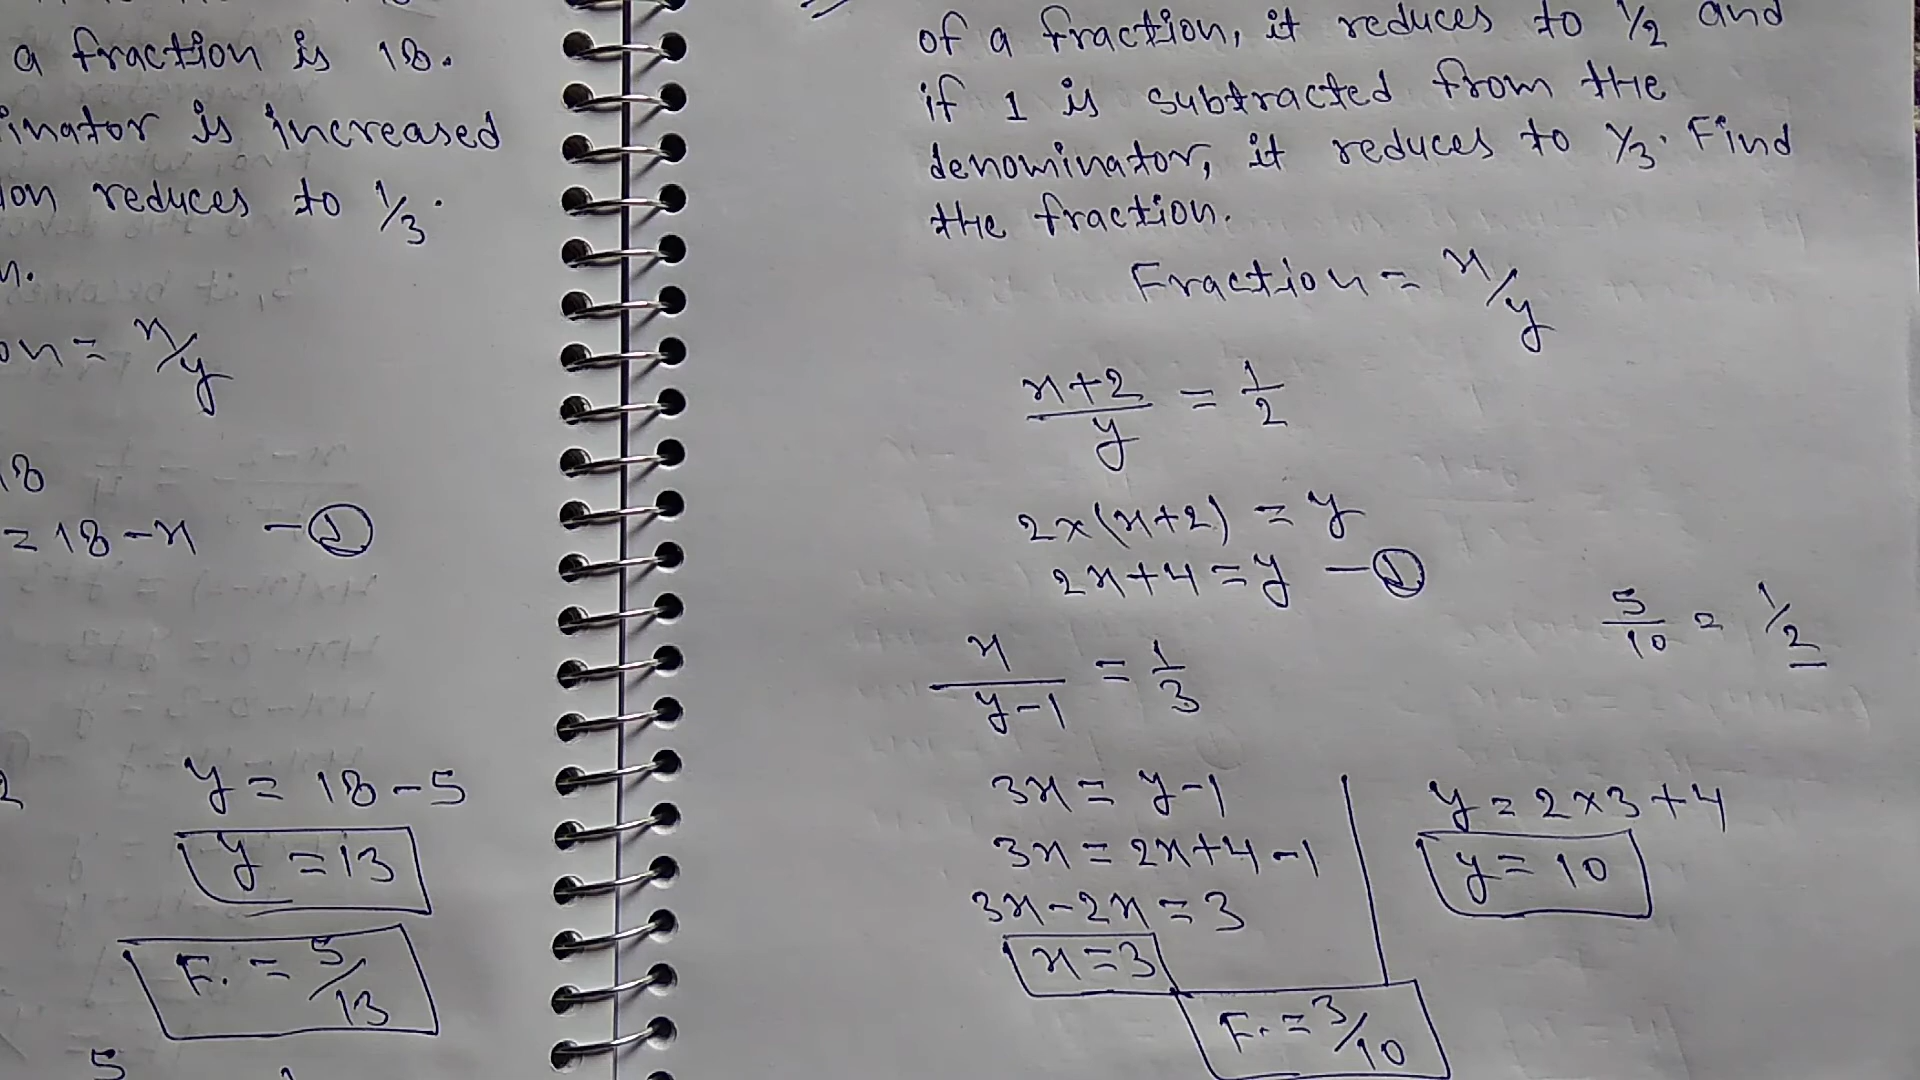 a fraction is 18.
inator is increased
ion reduces to 1/3.
n.
on = x/y
18
= 18 - x - ①
2
y = 18 - 5
y = 13
F. = 5/13
5
of a fraction, it reduces to 1/2 and
if 1 is subtracted from the
denominator, it reduces to 1/3. Find
the fraction.
Fraction = x/y
x+2/y = 1/2
2×(x+2) = y
2x+4 = y - ①
5/10 = 1/2
x/y-1 = 1/3
3x = y-1
3x = 2x+4-1
3x-2x = 3
x = 3
y = 2×3+4
y = 10
F. = 3/10